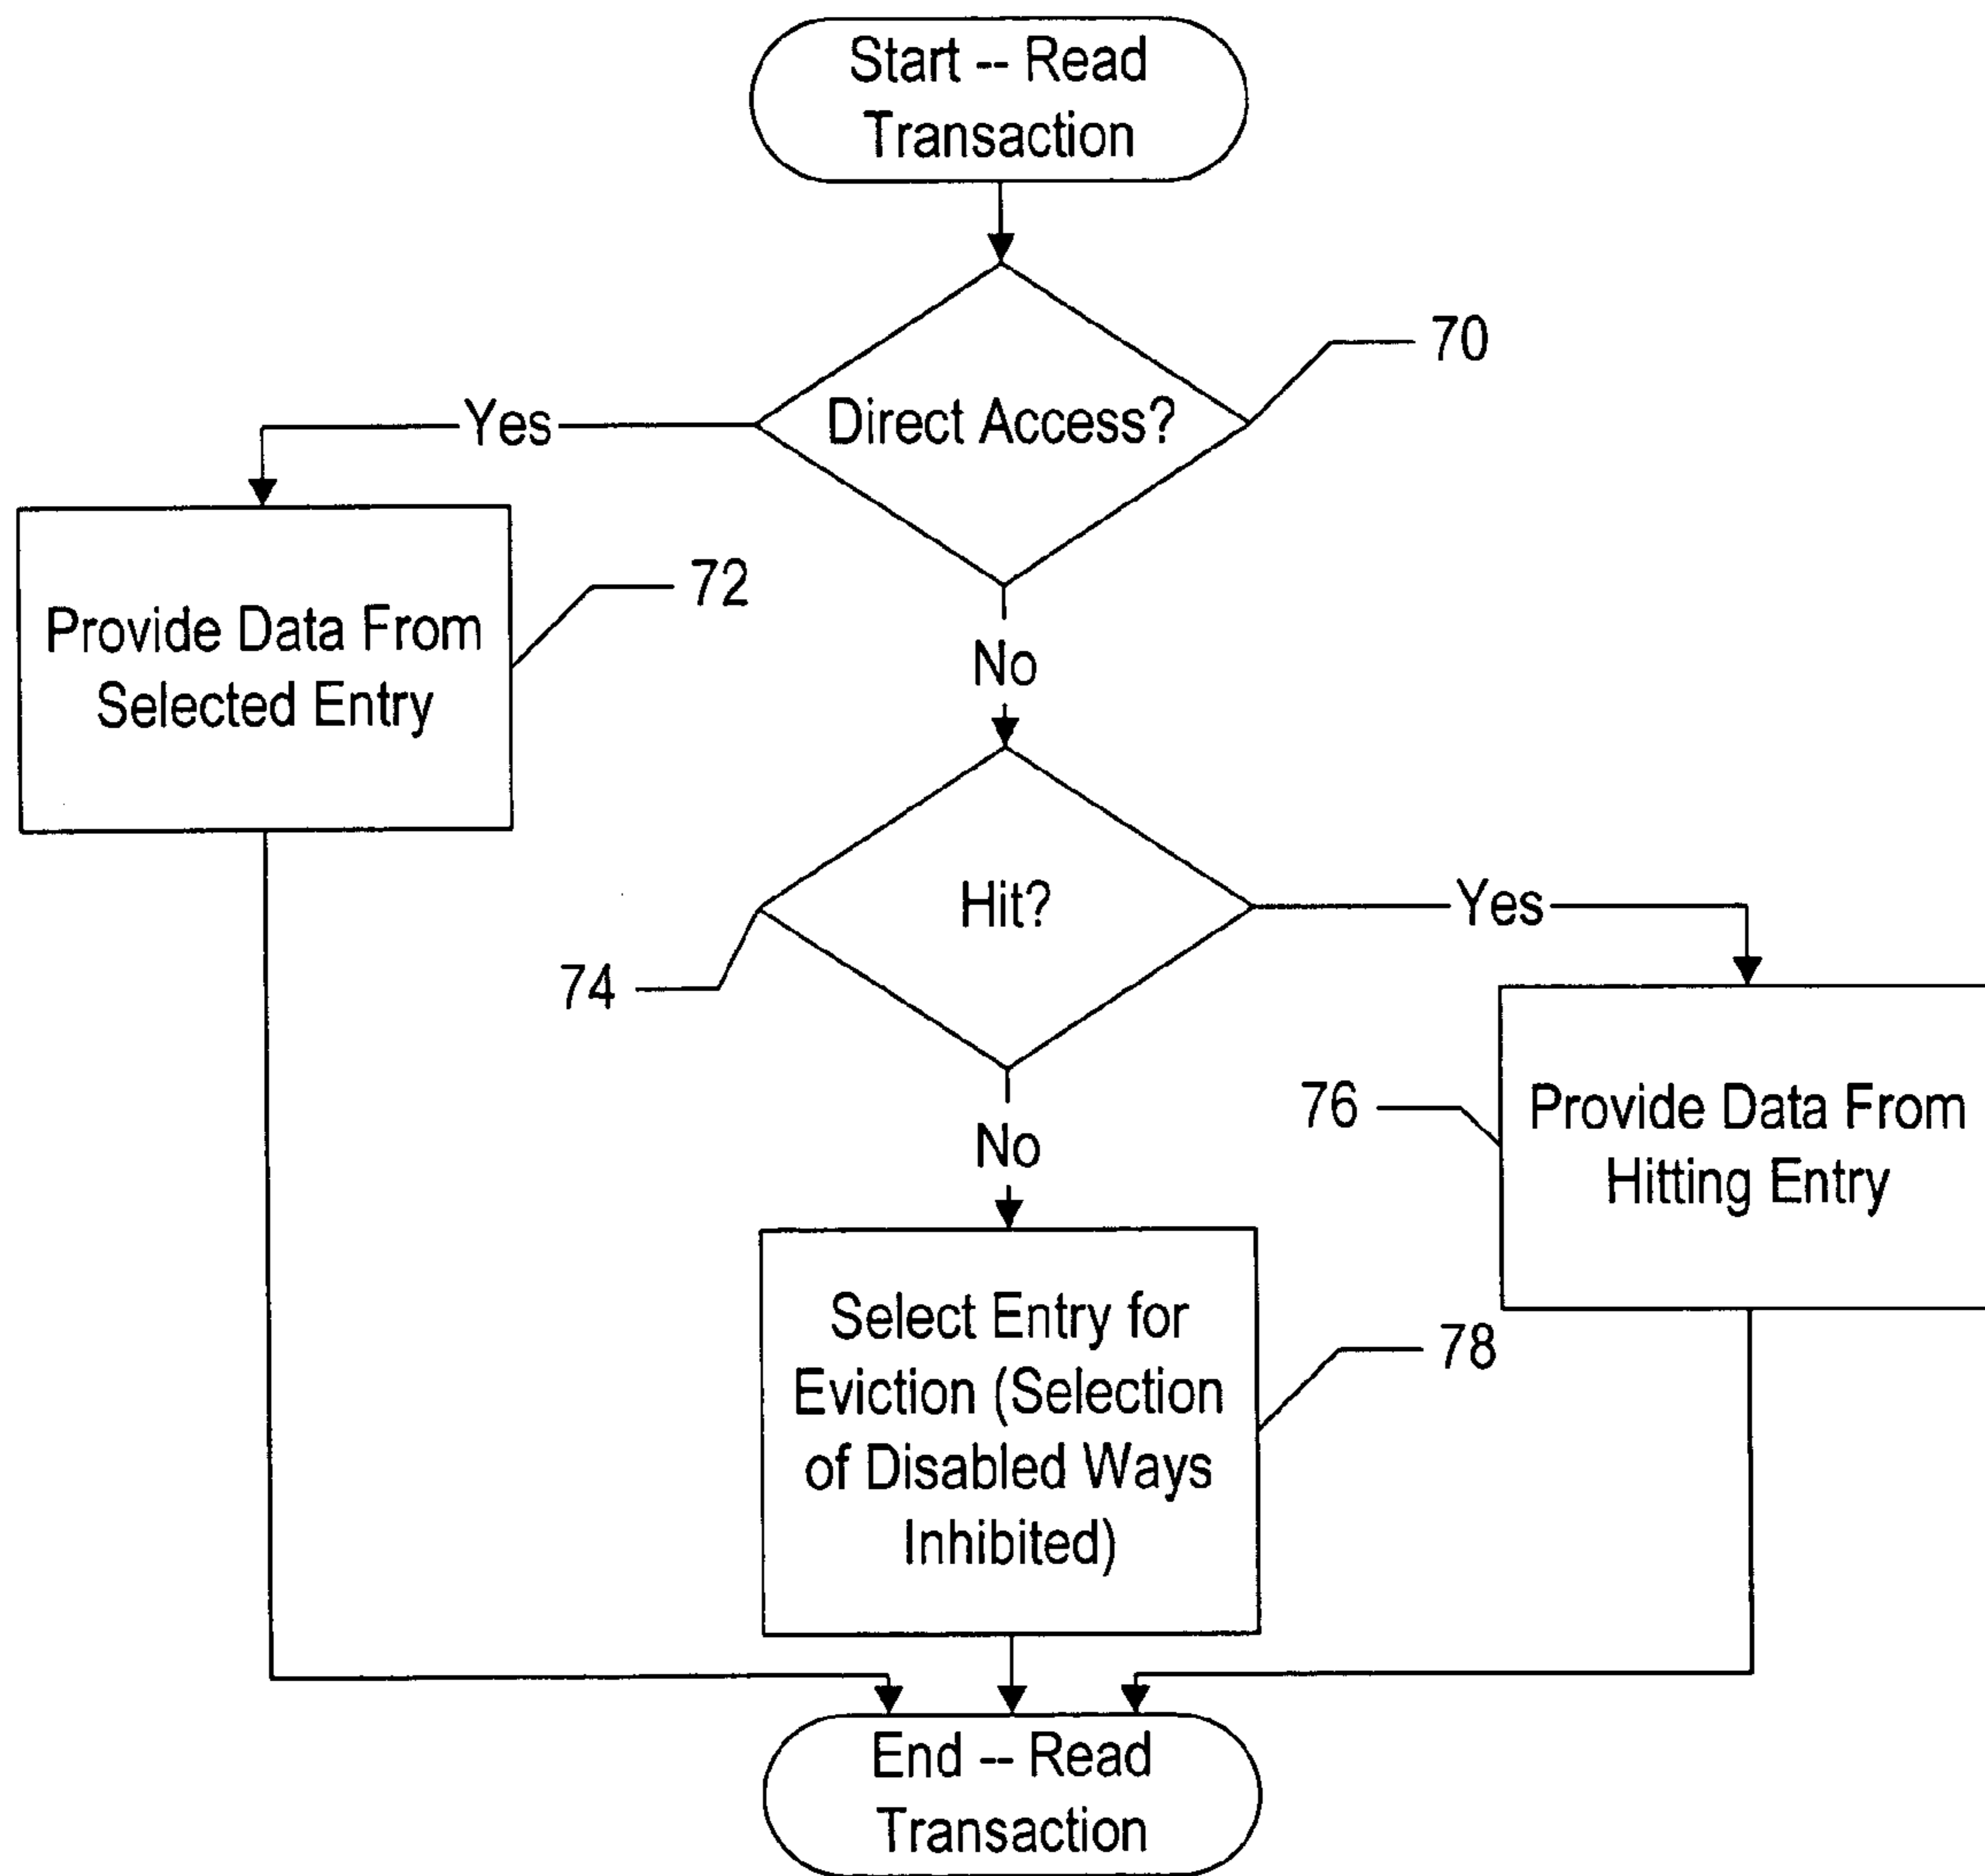 Start -- Read
Transaction
70
Direct Access?
Yes
72
Provide Data From
Selected Entry
No
Hit?
Yes
74
76
Provide Data From
Hitting Entry
No
Select Entry for
Eviction (Selection
of Disabled Ways
Inhibited)
78
End -- Read
Transaction